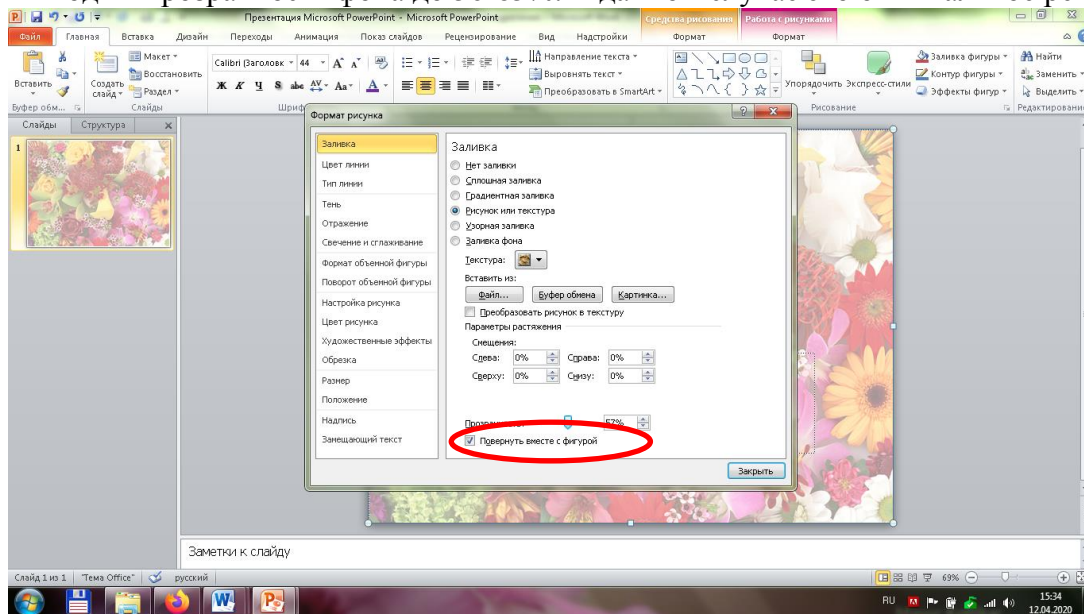 Презентация Microsoft PowerPoint - Microsoft PowerPoint
Средства рисования
Работа с рисунками
Файл Главная Вставка Дизайн Переходы Анимация Показ слайдов Рецензирование Вид Надстройки Формат Формат
Вставить
Создать слайд
Макет
Восстановить
Раздел
Calibri (Заголовк 44
Ж К Ч S abc AV Aa А
Направление текста
Выровнять текст
Преобразовать в SmartArt
Упорядочить
Экспресс-стили
Заливка фигуры
Контур фигуры
Эффекты фигур
Найти
Заменить
Выделить
Буфер обм... Слайды Шриф Рисование Редактировани
Слайды Структура
1
Формат рисунка
Заливка
Цвет линии
Тип линии
Тень
Отражение
Свечение и сглаживание
Формат объемной фигуры
Поворот объемной фигуры
Настройка рисунка
Цвет рисунка
Художественные эффекты
Обрезка
Размер
Положение
Надпись
Замещающий текст
Заливка
Нет заливки
Сплошная заливка
Градиентная заливка
Рисунок или текстура
Узорная заливка
Заливка фона
Текстура:
Вставить из:
Файл... Буфер обмена Картинка...
Преобразовать рисунок в текстуру
Параметры растяжения
Смещения:
Слева: 0% Справа: 0%
Сверху: 0% Снизу: 0%
57%
Повернуть вместе с фигурой
Закрыть
Заметки к слайду
Слайд 1 из 1 "Тема Office" русский 69%
RU 15:34
12.04.2020